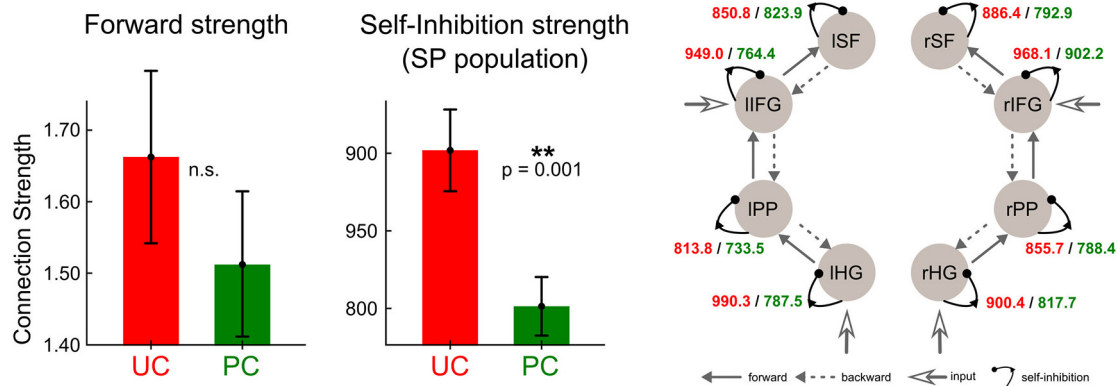 Forward strength
Connection Strength
1.70
1.60
1.50
1.40
n.s.
UC
PC
Self-Inhibition strength
(SP population)
900
950
800
**
p = 0.001
UC
PC
850.8 / 823.9
lSF
949.0 / 764.4
lIFG
lPP
813.8 / 733.5
lHG
990.3 / 787.5
rSF
886.4 / 792.9
968.1 / 902.2
rIFG
rPP
855.7 / 788.4
rHG
900.4 / 817.7
forward
backward
input
self-inhibition